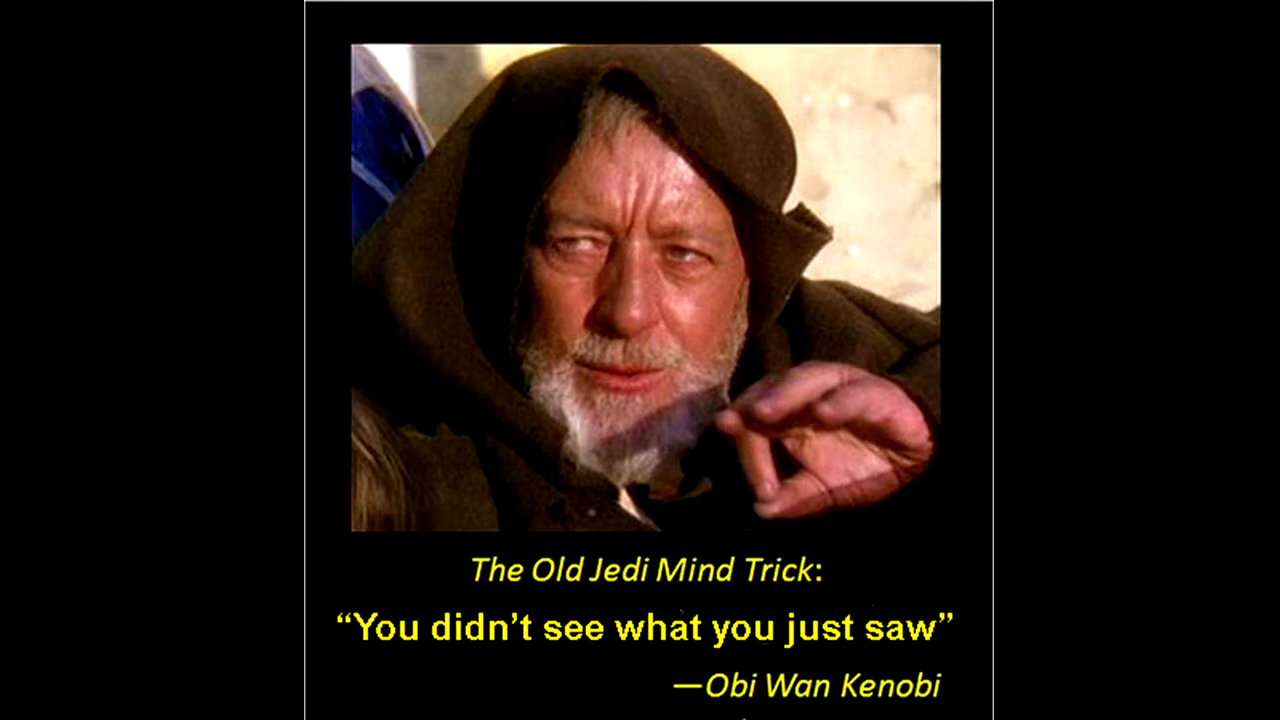 The Old Jedi Mind Trick:
“You didn’t see what you just saw”
—Obi Wan Kenobi